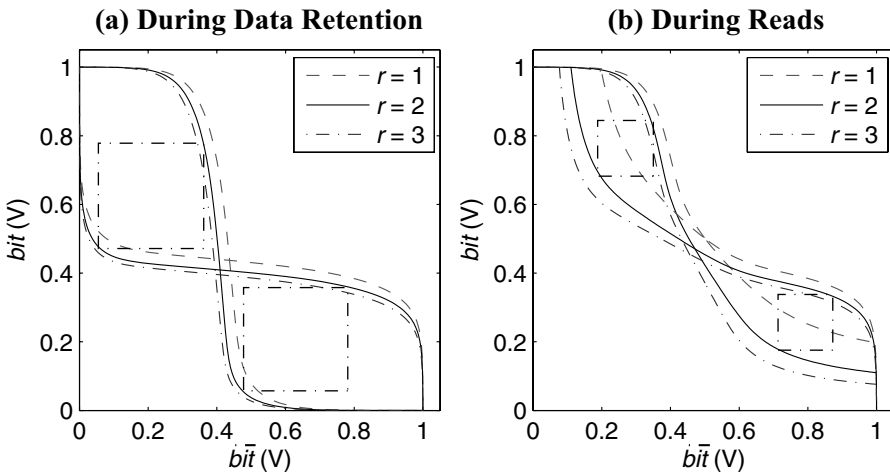 (a) During Data Retention
1
0.8
0.6
0.4
0.2
0
bit (V)
r = 1
r = 2
r = 3
0
0.2
0.4
0.6
0.8
1
bit̅ (V)
(b) During Reads
1
0.8
0.6
0.4
0.2
0
bit (V)
r = 1
r = 2
r = 3
0
0.2
0.4
0.6
0.8
1
bit̅ (V)